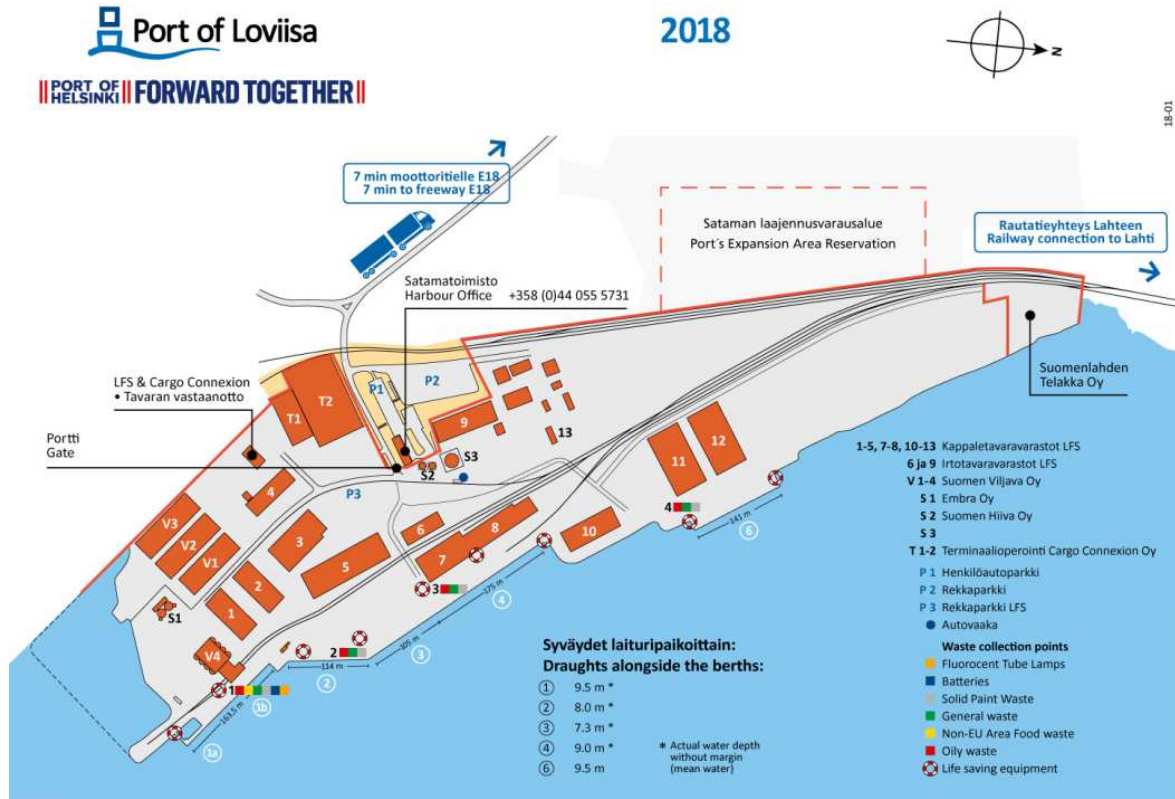 Port of Loviisa
2018
N
PORT OF HELSINKI FORWARD TOGETHER
18-01
7 min moottoritielle E18
7 min to freeway E18
Sataman laajennusvarausalue
Port´s Expansion Area Reservation
Rautatieyhteys Lahteen
Railway connection to Lahti
Satamatoimisto
Harbour Office +358 (0)44 055 5731
Suomenlahden
Telakka Oy
LFS & Cargo Connexion
• Tavaran vastaanotto
Portti
Gate
T1
T2
P1
P2
9
13
S3
S2
P3
4
V3
V2
V1
3
5
6
7
8
10
11
12
2
1
S1
V4
1
2
3
4
163,5 m
114 m
205 m
175 m
141 m
1a
1b
2
3
4
6
1-5, 7-8, 10-13 Kappaletavaravarastot LFS
6 ja 9 Irtotavaravarastot LFS
V 1-4 Suomen Viljava Oy
S 1 Embra Oy
S 2 Suomen Hiiva Oy
S 3
T 1-2 Terminaalioperointi Cargo Connexion Oy
P 1 Henkilöautoparkki
P 2 Rekkaparkki
P 3 Rekkaparkki LFS
Autovaaka
Waste collection points
Fluorocent Tube Lamps
Batteries
Solid Paint Waste
General waste
Non-EU Area Food waste
Oily waste
Life saving equipment
Syväydet laituripaikoittain:
Draughts alongside the berths:
1 9.5 m *
2 8.0 m *
3 7.3 m *
4 9.0 m *
6 9.5 m
* Actual water depth
without margin
(mean water)